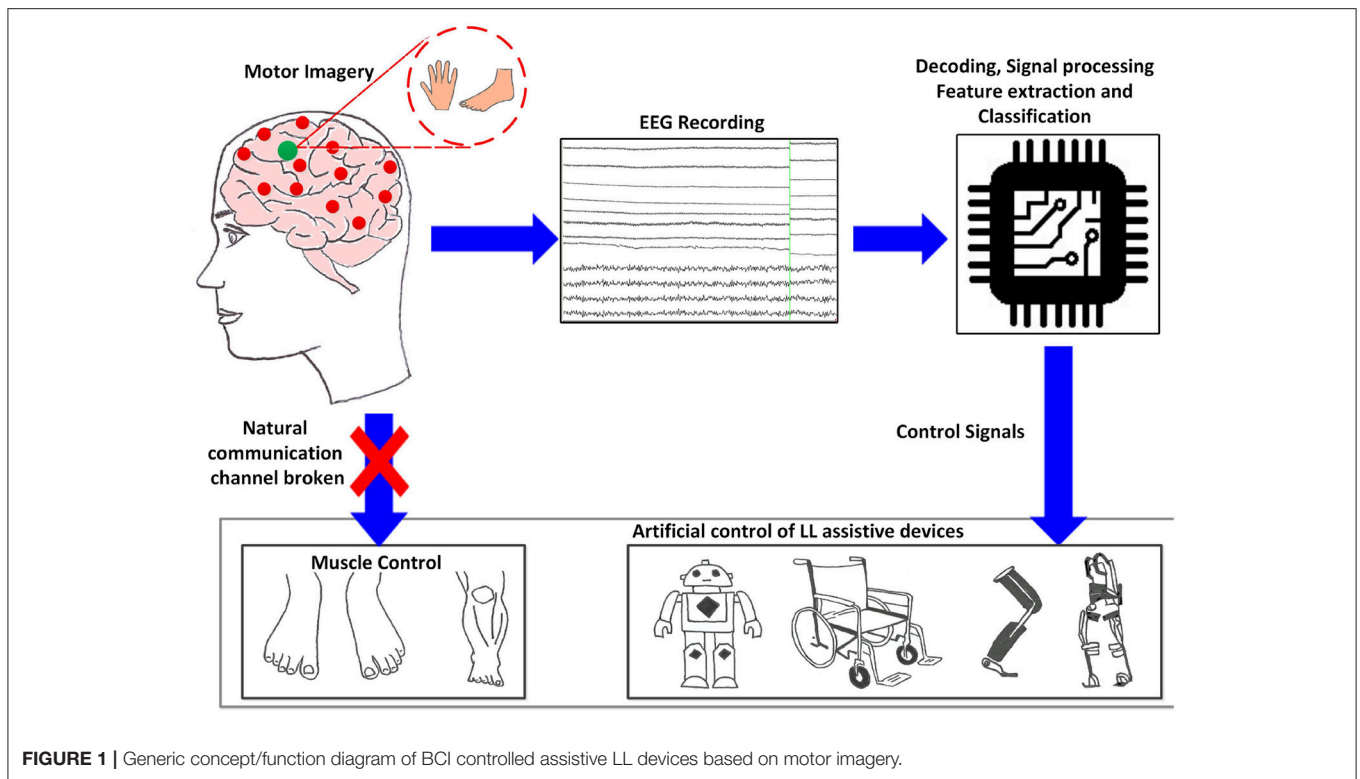 Motor Imagery
EEG Recording
Decoding, Signal processing
Feature extraction and
Classification
Natural
communication
channel broken
Control Signals
Muscle Control
Artificial control of LL assistive devices
FIGURE 1 | Generic concept/function diagram of BCI controlled assistive LL devices based on motor imagery.